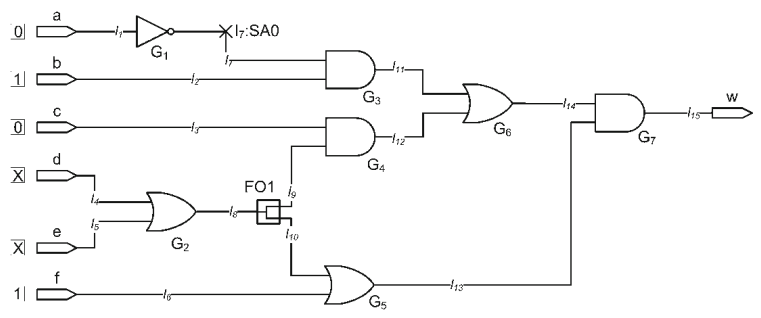 a
0 l1 G1 l7:SA0
l7
b
1 l2 G3 l11
c
0 l3 G4 l12 G6 l14 G7 l15 w
d
X l4 l9
FO1
l5 G2 l8
e
X l10
f
1 l6 G5 l13